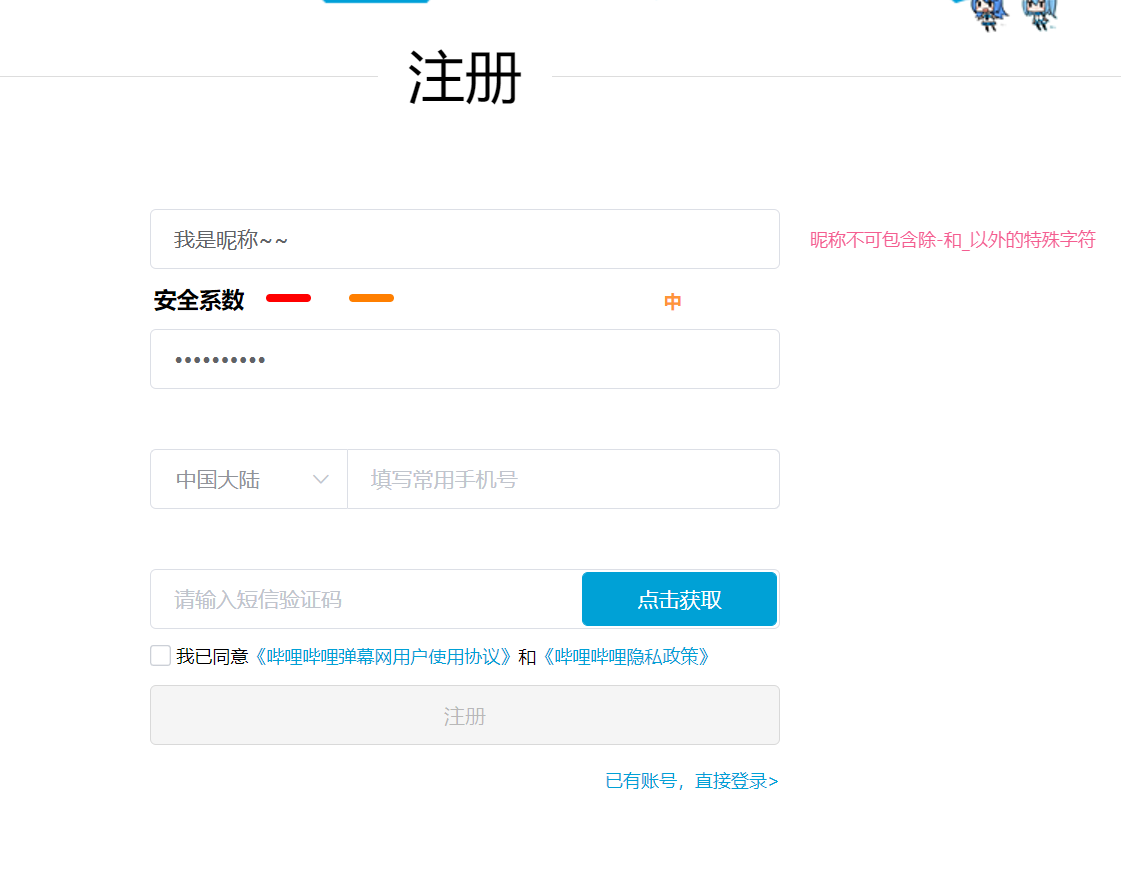 注册
我是昵称~~ 昵称不可包含除-和_以外的特殊字符
安全系数 中
••••••••••
中国大陆 填写常用手机号
请输入短信验证码 点击获取
我已同意《哔哩哔哩弹幕网用户使用协议》和《哔哩哔哩隐私政策》
注册
已有账号，直接登录>